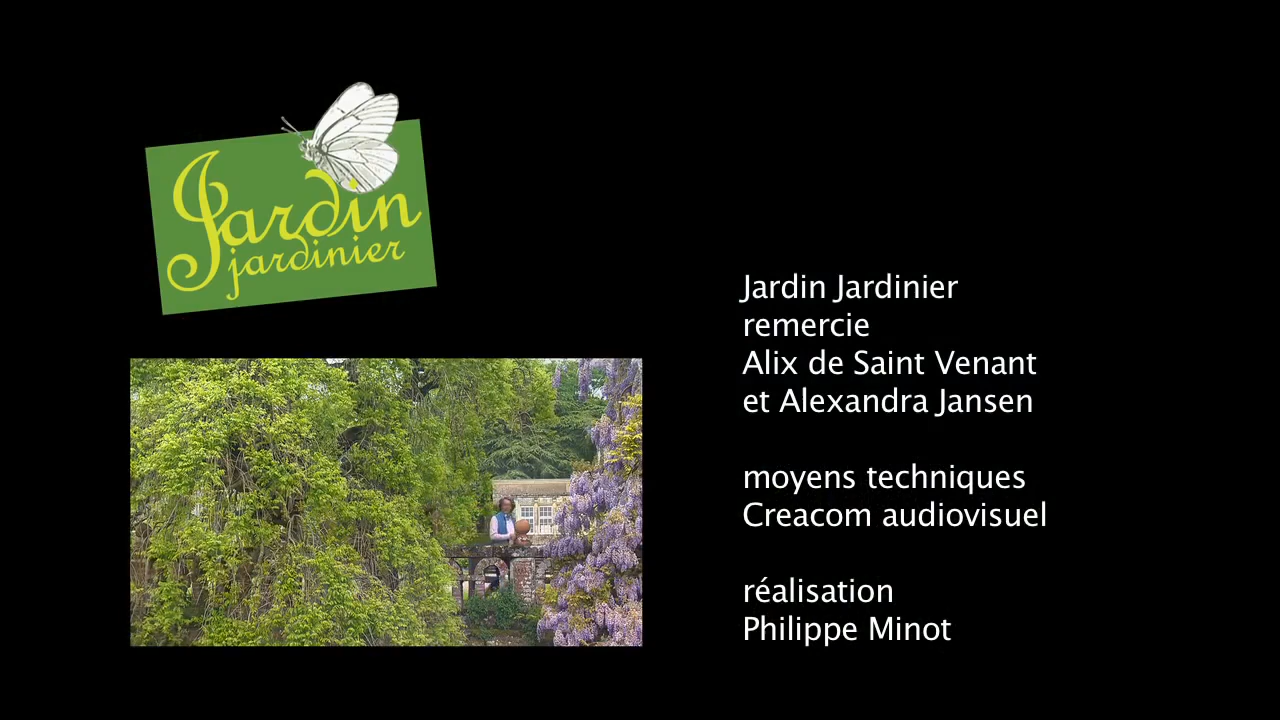 Jardin
jardinier
Jardin Jardinier
remercie
Alix de Saint Venant
et Alexandra Jansen
moyens techniques
Creacom audiovisuel
réalisation
Philippe Minot